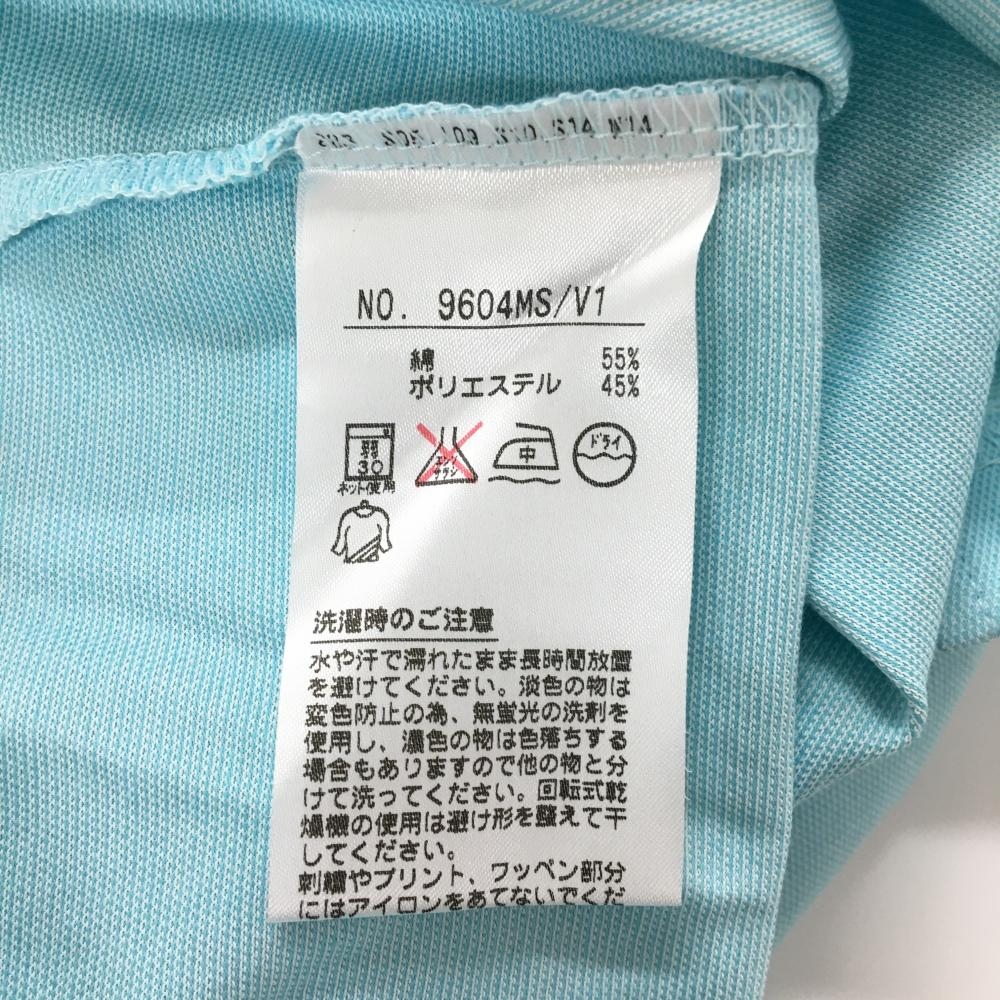 NO. 9604MS/V1
綿 55%
ポリエステル 45%
弱
30
ネット使用
エンソ
サラシ
中
ドライ
洗濯時のご注意
水や汗で濡れたまま長時間放置
を避けてください。淡色の物は
変色防止の為、無蛍光の洗剤を
使用し、濃色の物は色落ちする
場合もありますので他の物と分
けて洗ってください。回転式乾
燥機の使用は避け形を整えて干
してください。
刺繍やプリント、ワッペン部分
にはアイロンをあてないでくだ